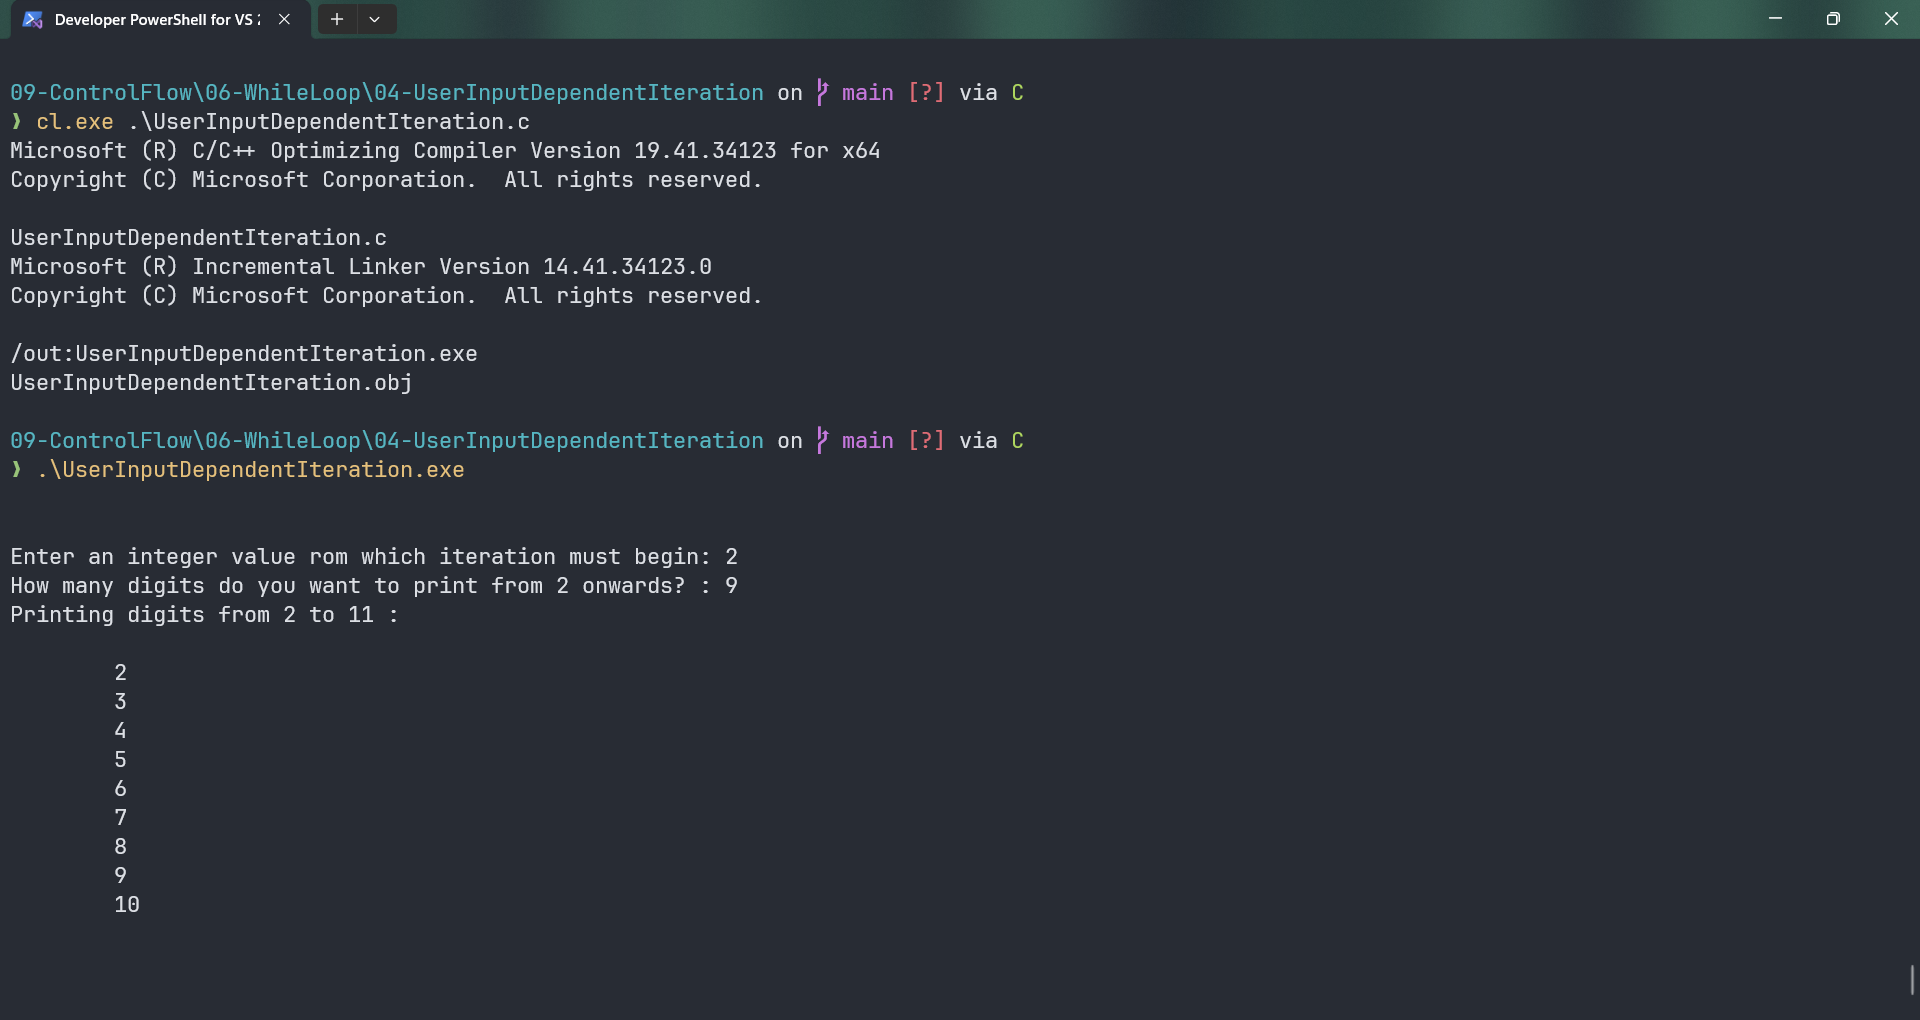 Developer PowerShell for VS 2
09-ControlFlow\06-WhileLoop\04-UserInputDependentIteration on main [?] via C
❱ cl.exe .\UserInputDependentIteration.c
Microsoft (R) C/C++ Optimizing Compiler Version 19.41.34123 for x64
Copyright (C) Microsoft Corporation.  All rights reserved.
UserInputDependentIteration.c
Microsoft (R) Incremental Linker Version 14.41.34123.0
Copyright (C) Microsoft Corporation.  All rights reserved.
/out:UserInputDependentIteration.exe
UserInputDependentIteration.obj
09-ControlFlow\06-WhileLoop\04-UserInputDependentIteration on main [?] via C
❱ .\UserInputDependentIteration.exe
Enter an integer value rom which iteration must begin: 2
How many digits do you want to print from 2 onwards? : 9
Printing digits from 2 to 11 :
2
3
4
5
6
7
8
9
10